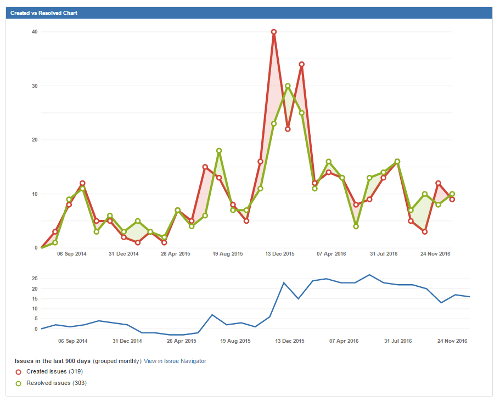 Created vs Resolved Chart
40
30
20
10
0
08 Sep 2014 31 Dec 2014 26 Apr 2015 19 Aug 2015 13 Dec 2015 07 Apr 2016 31 Jul 2016 24 Nov 2016
25
20
15
10
5
0
08 Sep 2014 31 Dec 2014 26 Apr 2015 19 Aug 2015 13 Dec 2015 07 Apr 2016 31 Jul 2016 24 Nov 2016
Issues in the last 900 days (grouped monthly) View in Issue Navigator
Created issues (319)
Resolved issues (303)